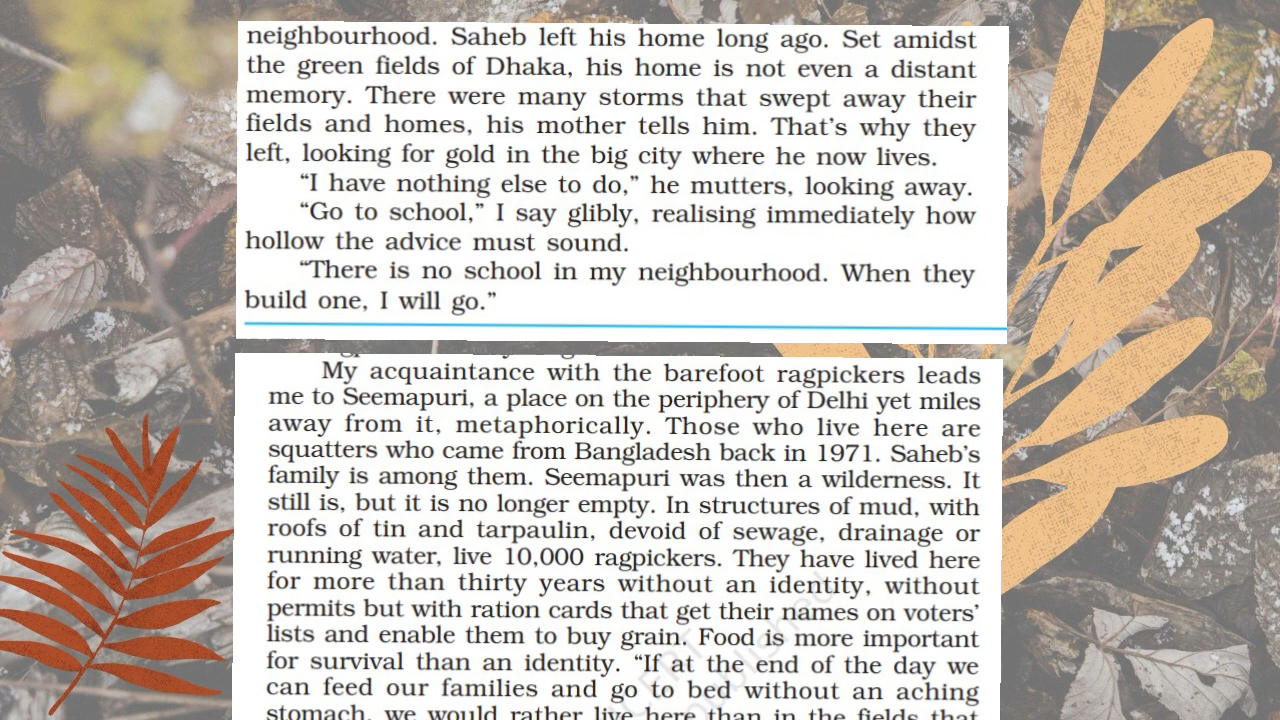 neighbourhood. Saheb left his home long ago. Set amidst
the green fields of Dhaka, his home is not even a distant
memory. There were many storms that swept away their
fields and homes, his mother tells him. That's why they
left, looking for gold in the big city where he now lives.
“I have nothing else to do,” he mutters, looking away.
“Go to school,” I say glibly, realising immediately how
hollow the advice must sound.
“There is no school in my neighbourhood. When they
build one, I will go.”
My acquaintance with the barefoot ragpickers leads
me to Seemapuri, a place on the periphery of Delhi yet miles
away from it, metaphorically. Those who live here are
squatters who came from Bangladesh back in 1971. Saheb's
family is among them. Seemapuri was then a wilderness. It
still is, but it is no longer empty. In structures of mud, with
roofs of tin and tarpaulin, devoid of sewage, drainage or
running water, live 10,000 ragpickers. They have lived here
for more than thirty years without an identity, without
permits but with ration cards that get their names on voters'
lists and enable them to buy grain. Food is more important
for survival than an identity. “If at the end of the day we
can feed our families and go to bed without an aching
stomach, we would rather live here than in the fields that